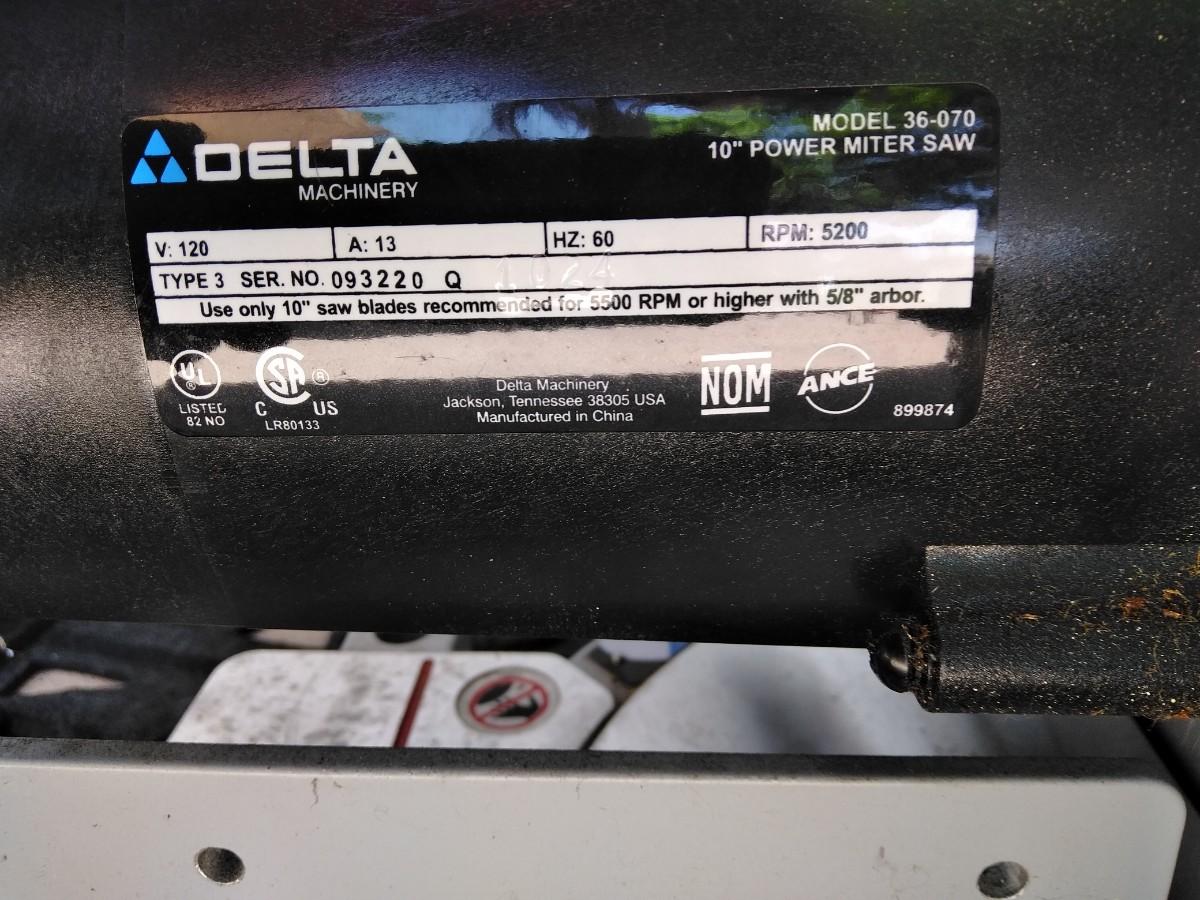 DELTA
MACHINERY
MODEL 36-070
10" POWER MITER SAW
V: 120
A: 13
HZ: 60
RPM: 5200
TYPE 3 SER. NO. 093220 Q
Use only 10" saw blades recommended for 5500 RPM or higher with 5/8" arbor.
UL
®
LISTED
82 NO
SA
®
C US
LR80133
Delta Machinery
Jackson, Tennessee 38305 USA
Manufactured in China
NOM
ANCE
899874